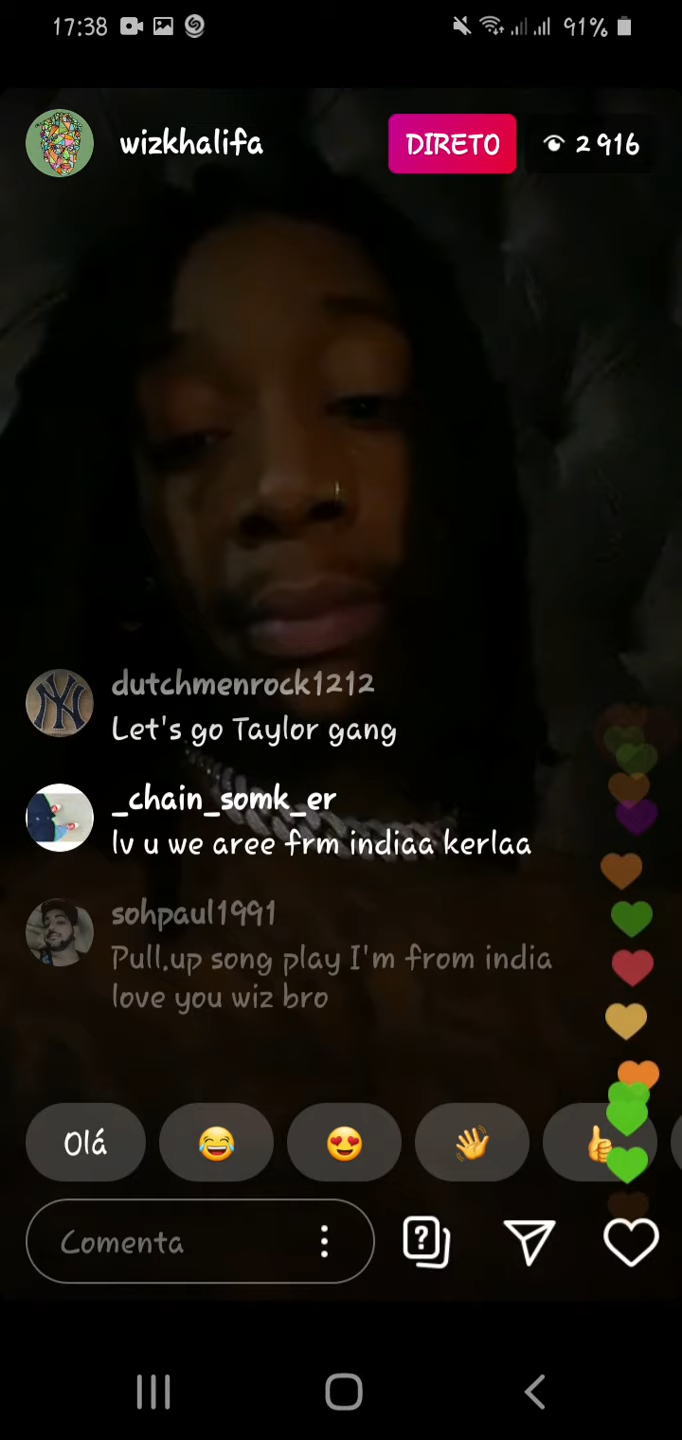 17:38
91%
wizkhalifa
DIRETO
2 916
dutchmenrock1212
Let's go Taylor gang
_chain_somk_er
lv u we aree frm indiaa kerlaa
sohpaul1991
Pull.up song play I'm from india
love you wiz bro
Olá
Comenta